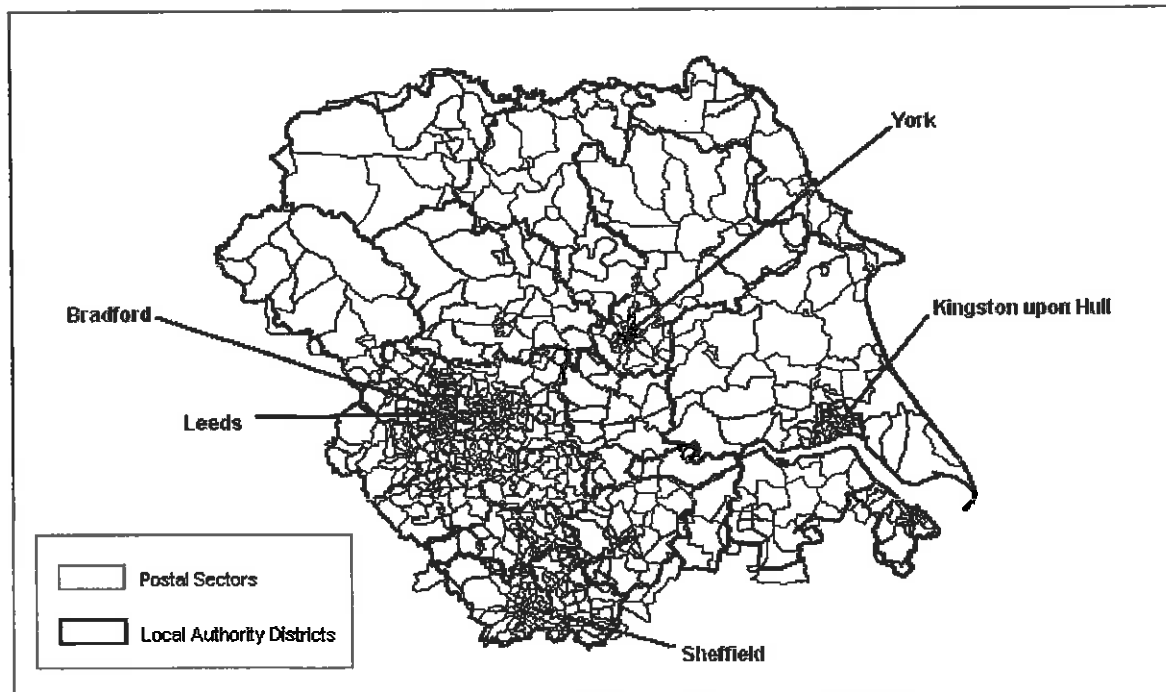 York
Kingston upon Hull
Bradford
Leeds
Postal Sectors
Local Authority Districts
Sheffield